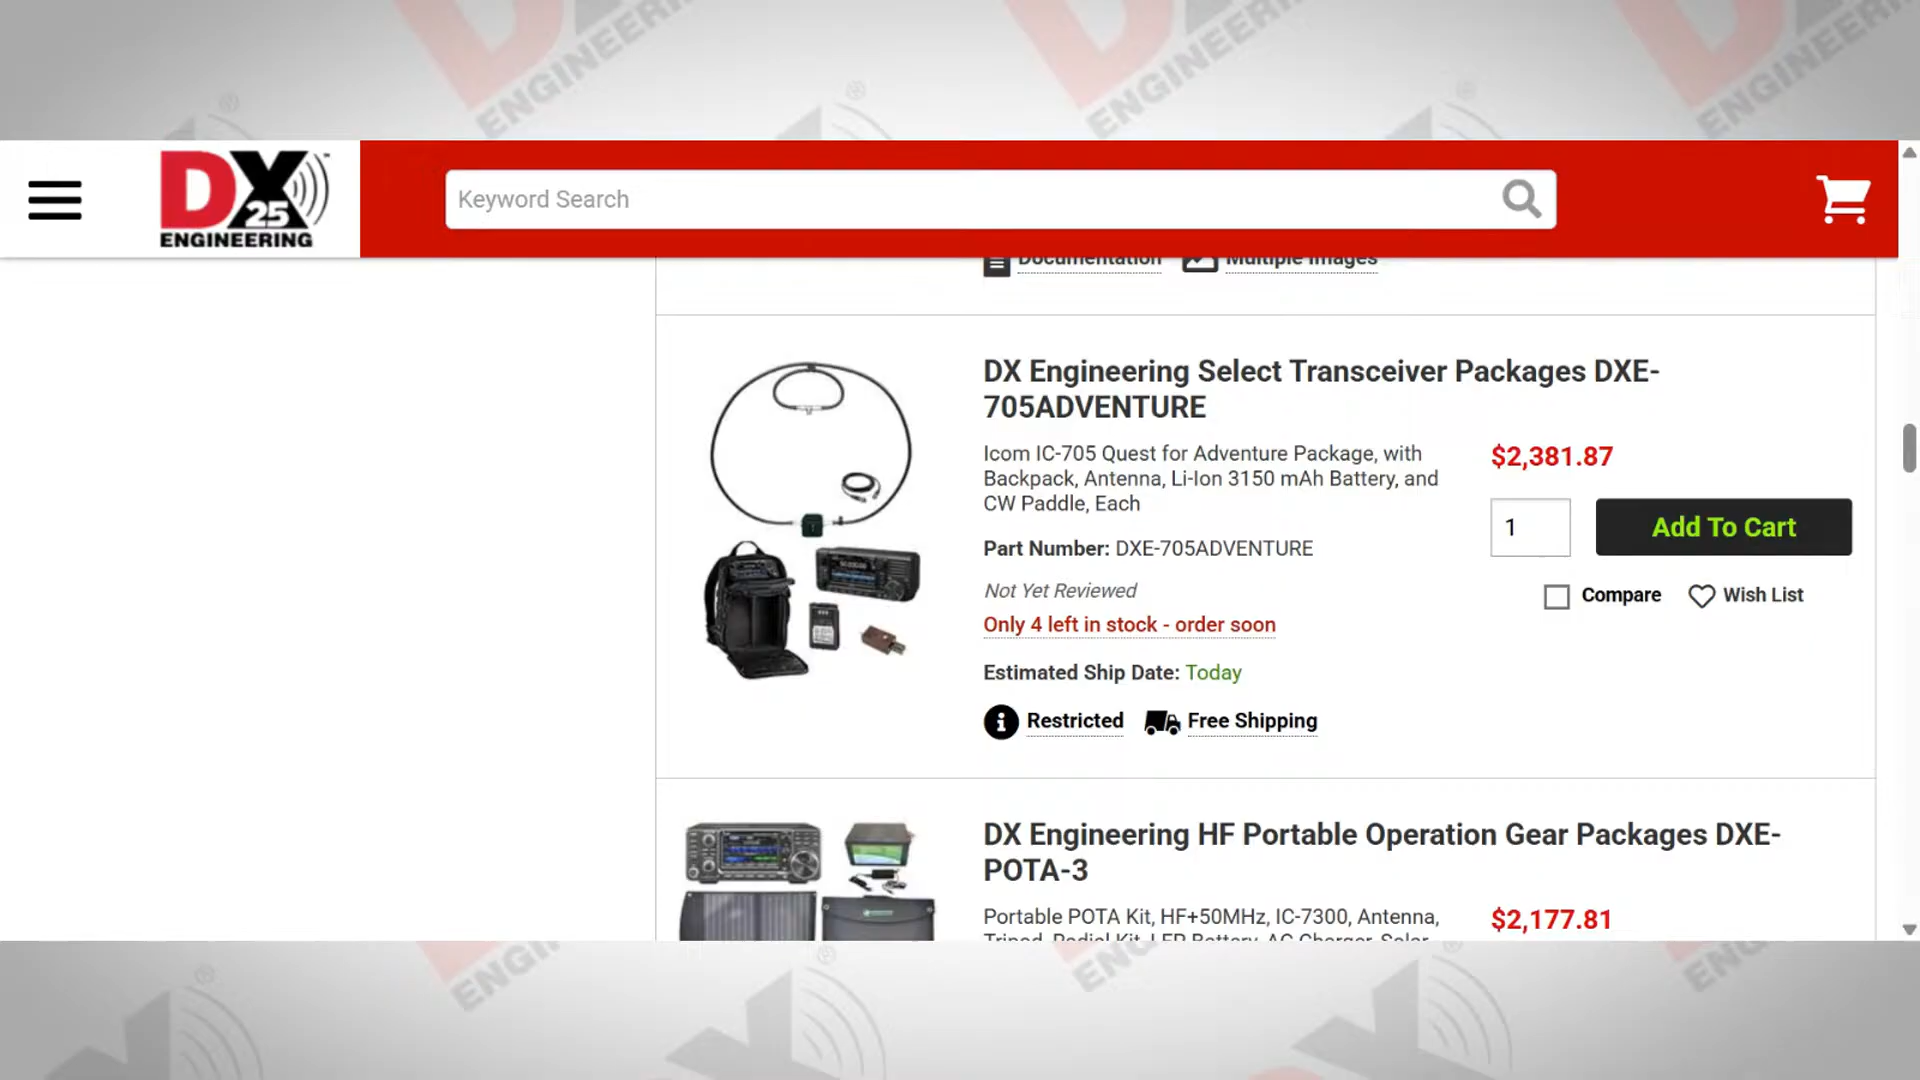 DX 25
ENGINEERING
Keyword Search
Documentation Multiple Images
DX Engineering Select Transceiver Packages DXE-
705ADVENTURE
Icom IC-705 Quest for Adventure Package, with
Backpack, Antenna, Li-Ion 3150 mAh Battery, and
CW Paddle, Each
$2,381.87
1
Add To Cart
Part Number: DXE-705ADVENTURE
Not Yet Reviewed
Compare Wish List
Only 4 left in stock - order soon
Estimated Ship Date: Today
Restricted Free Shipping
DX Engineering HF Portable Operation Gear Packages DXE-
POTA-3
Portable POTA Kit, HF+50MHz, IC-7300, Antenna,
$2,177.81
Tripod, Radial Kit, LFP Battery, AC Charger, Solar